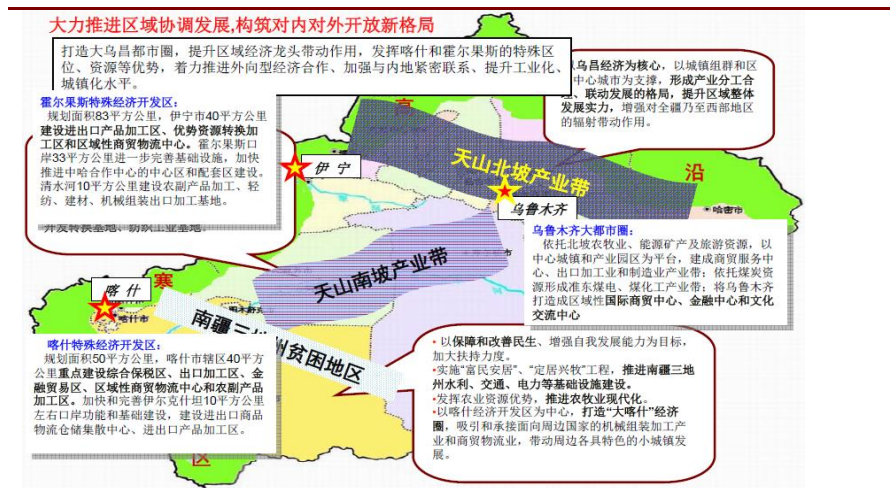 大力推进区域协调发展,构筑对内对外开放新格局
打造大乌昌都市圈，提升区域经济龙头带动作用，发挥喀什和霍尔果斯的特殊区
位、资源等优势，着力推进外向型经济合作、加强与内地紧密联系、提升工业化、
城镇化水平。
以乌昌经济为核心，以城镇组群和区
中心城市为支撑，形成产业分工合
、联动发展的格局，提升区域整体
发展实力，增强对全疆乃至西部地区
的辐射带动作用。
霍尔果斯特殊经济开发区：
规划面积83平方公里，伊宁市40平方公里
建设进出口产品加工区、优势资源转换加
工区和区域性商贸物流中心。霍尔果斯口
岸33平方公里进一步完善基础设施，加快
推进中哈合作中心的中心区和配套区建设。
清水河10平方公里建设农副产品加工、轻
纺、建材、机械组装出口加工基地。
开发转换基地、纺织工业基地。
高
沿
寒
区
伊 宁
天山北坡产业带
乌鲁木齐
哈密市
天山南坡产业带
喀 什
喀什市
南疆三
州贫困地区
乌鲁木齐大都市圈：
依托北坡农牧业、能源矿产及旅游资源，以
中心城镇和产业园区为平台，建成商贸服务中
心、出口加工业和制造业产业带；依托煤炭资
源形成准东煤电、煤化工产业带；将乌鲁木齐
打造成区域性国际商贸中心、金融中心和文化
交流中心
喀什特殊经济开发区：
规划面积50平方公里，喀什市辖区40平方
公里重点建设综合保税区、出口加工区、金
融贸易区、区域性商贸物流中心和农副产品
加工区。加快和完善伊尔克什坦10平方公里
左右口岸功能和基础建设，建设进出口商品
物流仓储集散中心、进出口产品加工区。
•以保障和改善民生、增强自我发展能力为目标，
加大扶持力度。
•实施“富民安居”、“定居兴牧”工程，推进南疆三地
州水利、交通、电力等基础设施建设。
•发挥农业资源优势，推进农业现代化。
•以喀什经济开发区为中心，打造“大喀什”经济
圈，吸引和承接面向周边国家的机械组装加工产
业和商贸物流业，带动周边各具特色的小城镇发
展。